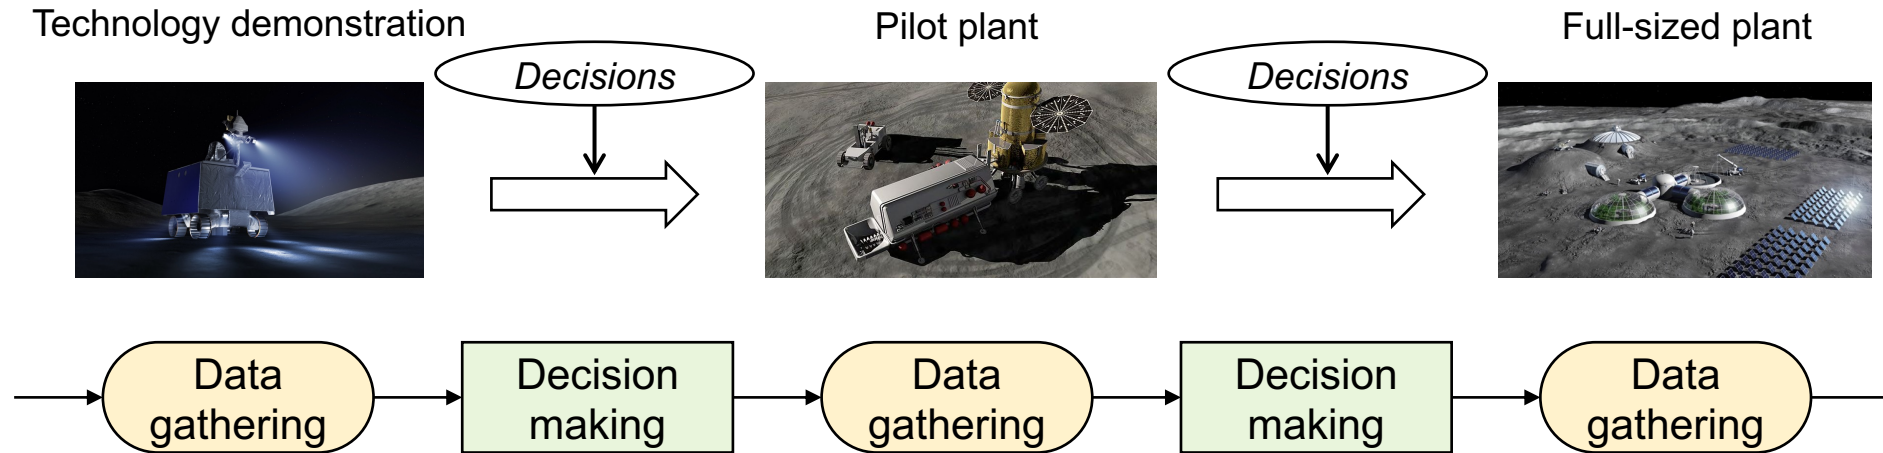 Technology demonstration
Pilot plant
Full-sized plant
Decisions
Decisions
Data
gathering
Decision
making
Data
gathering
Decision
making
Data
gathering